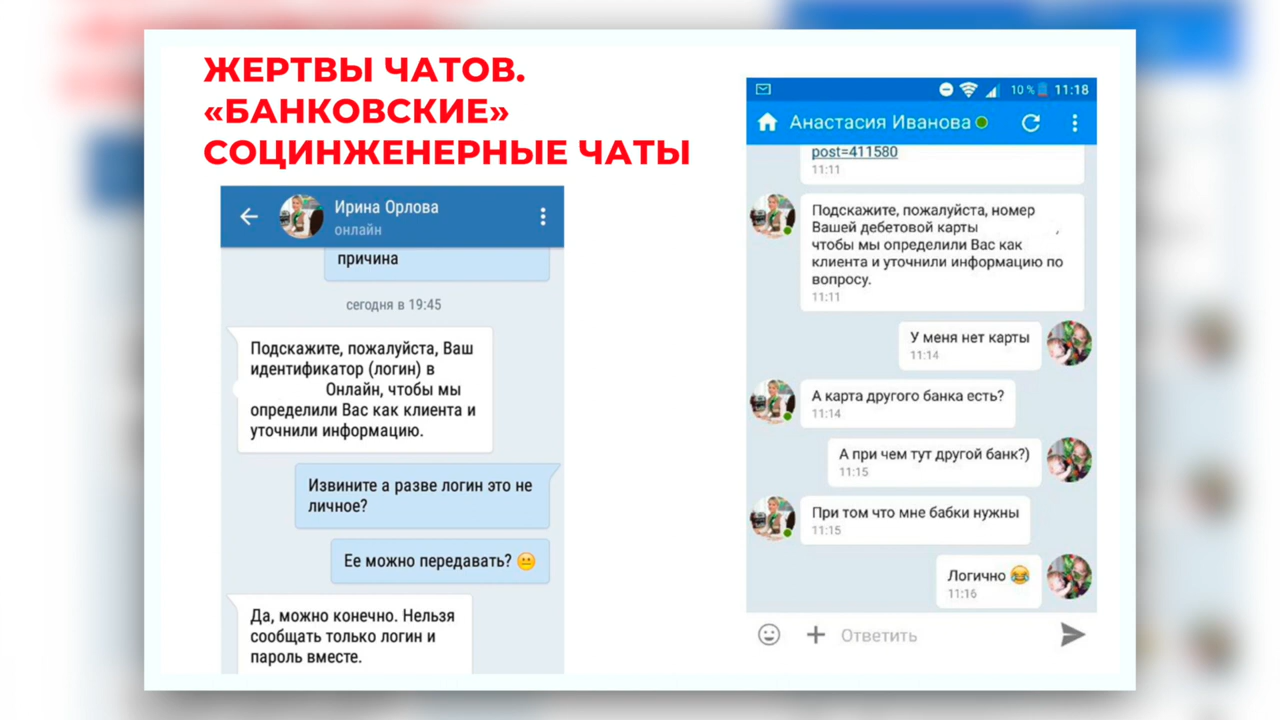 ЖЕРТВЫ ЧАТОВ.
«БАНКОВСКИЕ»
СОЦИНЖЕНЕРНЫЕ ЧАТЫ
Ирина Орлова
онлайн
причина
сегодня в 19:45
Подскажите, пожалуйста, Ваш
идентификатор (логин) в
Онлайн, чтобы мы
определили Вас как клиента и
уточнили информацию.
Извините а разве логин это не
личное?
Ее можно передавать? 😐
Да, можно конечно. Нельзя
сообщать только логин и
пароль вместе.
10 % 11:18
Анастасия Иванова
post=411580
11:11
Подскажите, пожалуйста, номер
Вашей дебетовой карты ,
чтобы мы определили Вас как
клиента и уточнили информацию по
вопросу.
11:11
У меня нет карты
11:14
А карта другого банка есть?
11:14
А при чем тут другой банк?)
11:15
При том что мне бабки нужны
11:15
Логично 😂
11:16
Ответить